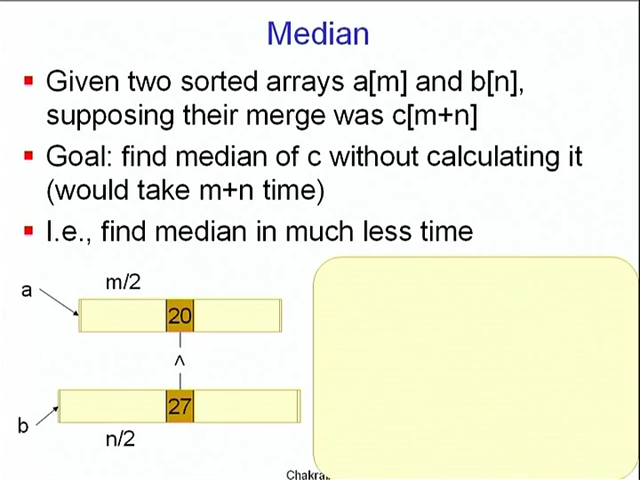 Median
Given two sorted arrays a[m] and b[n],
supposing their merge was c[m+n]
Goal: find median of c without calculating it
(would take m+n time)
I.e., find median in much less time
m/2
a
20
^
27
b
n/2